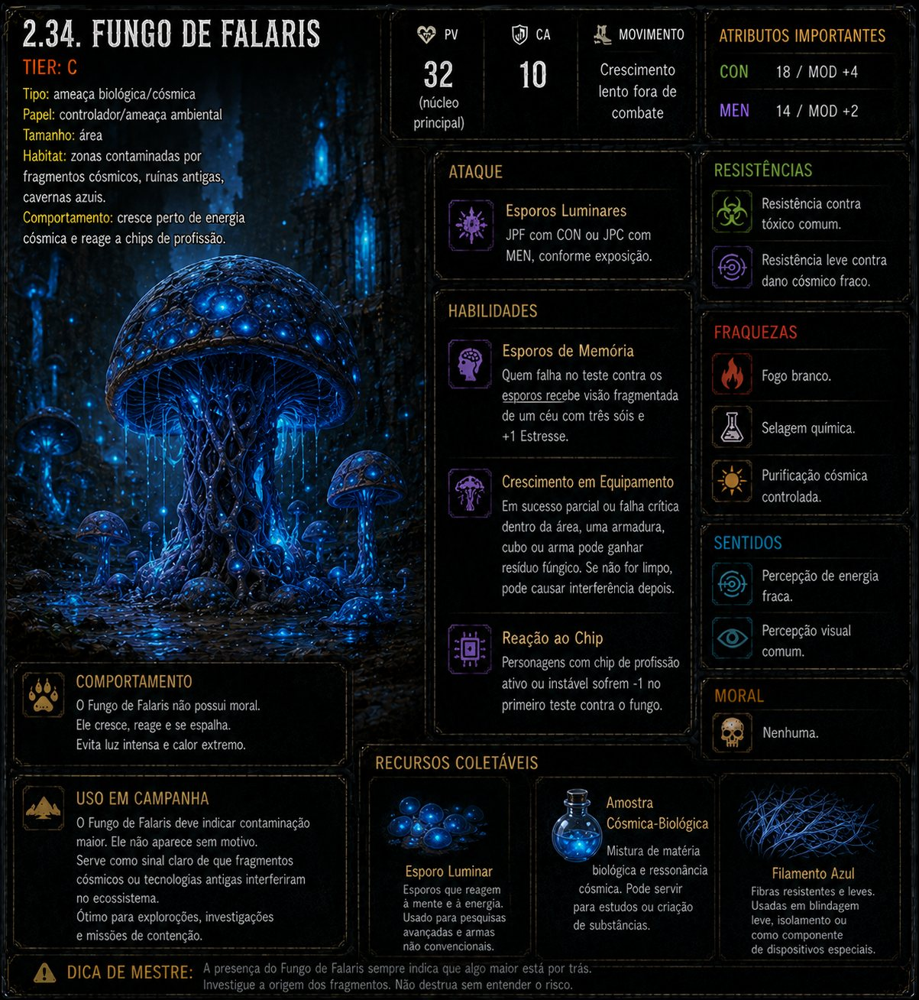 2.34. FUNGO DE FALARIS
TIER: C
Tipo: ameaça biológica/cósmica
Papel: controlador/ameaça ambiental
Tamanho: área
Habitat: zonas contaminadas por
fragmentos cósmicos, ruínas antigas,
cavernas azuis.
Comportamento: cresce perto de energia
cósmica e reage a chips de profissão.
PV
32
(núcleo
principal)
CA
10
MOVIMENTO
Crescimento
lento fora de
combate
ATRIBUTOS IMPORTANTES
CON 18 / MOD +4
MEN 14 / MOD +2
ATAQUE
Esporos Luminares
JPF com CON ou JPC com
MEN, conforme exposição.
HABILIDADES
Esporos de Memória
Quem falha no teste contra os
esporos recebe visão fragmentada
de um céu com três sóis e
+1 Estresse.
Crescimento em Equipamento
Em sucesso parcial ou falha crítica
dentro da área, uma armadura,
cubo ou arma pode ganhar
resíduo fúngico. Se não for limpo,
pode causar interferência depois.
Reação ao Chip
Personagens com chip de profissão
ativo ou instável sofrem -1 no
primeiro teste contra o fungo.
RESISTÊNCIAS
Resistência contra
tóxico comum.
Resistência leve contra
dano cósmico fraco.
FRAQUEZAS
Fogo branco.
Selagem química.
Purificação cósmica
controlada.
SENTIDOS
Percepção de energia
fraca.
Percepção visual
comum.
MORAL
Nenhuma.
COMPORTAMENTO
O Fungo de Falaris não possui moral.
Ele cresce, reage e se espalha.
Evita luz intensa e calor extremo.
USO EM CAMPANHA
O Fungo de Falaris deve indicar contaminação
maior. Ele não aparece sem motivo.
Serve como sinal claro de que fragmentos
cósmicos ou tecnologias antigas interferiram
no ecossistema.
Ótimo para exploroções, investigações
e missões de contenção.
RECURSOS COLETÁVEIS
Esporo Luminar
Esporos que reagem
à mente e à energia.
Usado para pesquisas
avançadas e armas
não convencionais.
Amostra
Cósmica-Biológica
Mistura de matéria
biológica e ressonância
cósmica. Pode servir
para estudos ou criação
de substâncias.
Filamento Azul
Fibras resistentes e leves.
Usadas em blindagem
leve, isolamento ou
como componente
de dispositivos especiais.
DICA DE MESTRE: A presença do Fungo de Falaris sempre indica que algo maior está por trás.
Investigue a origem dos fragmentos. Não destrua sem entender o risco.